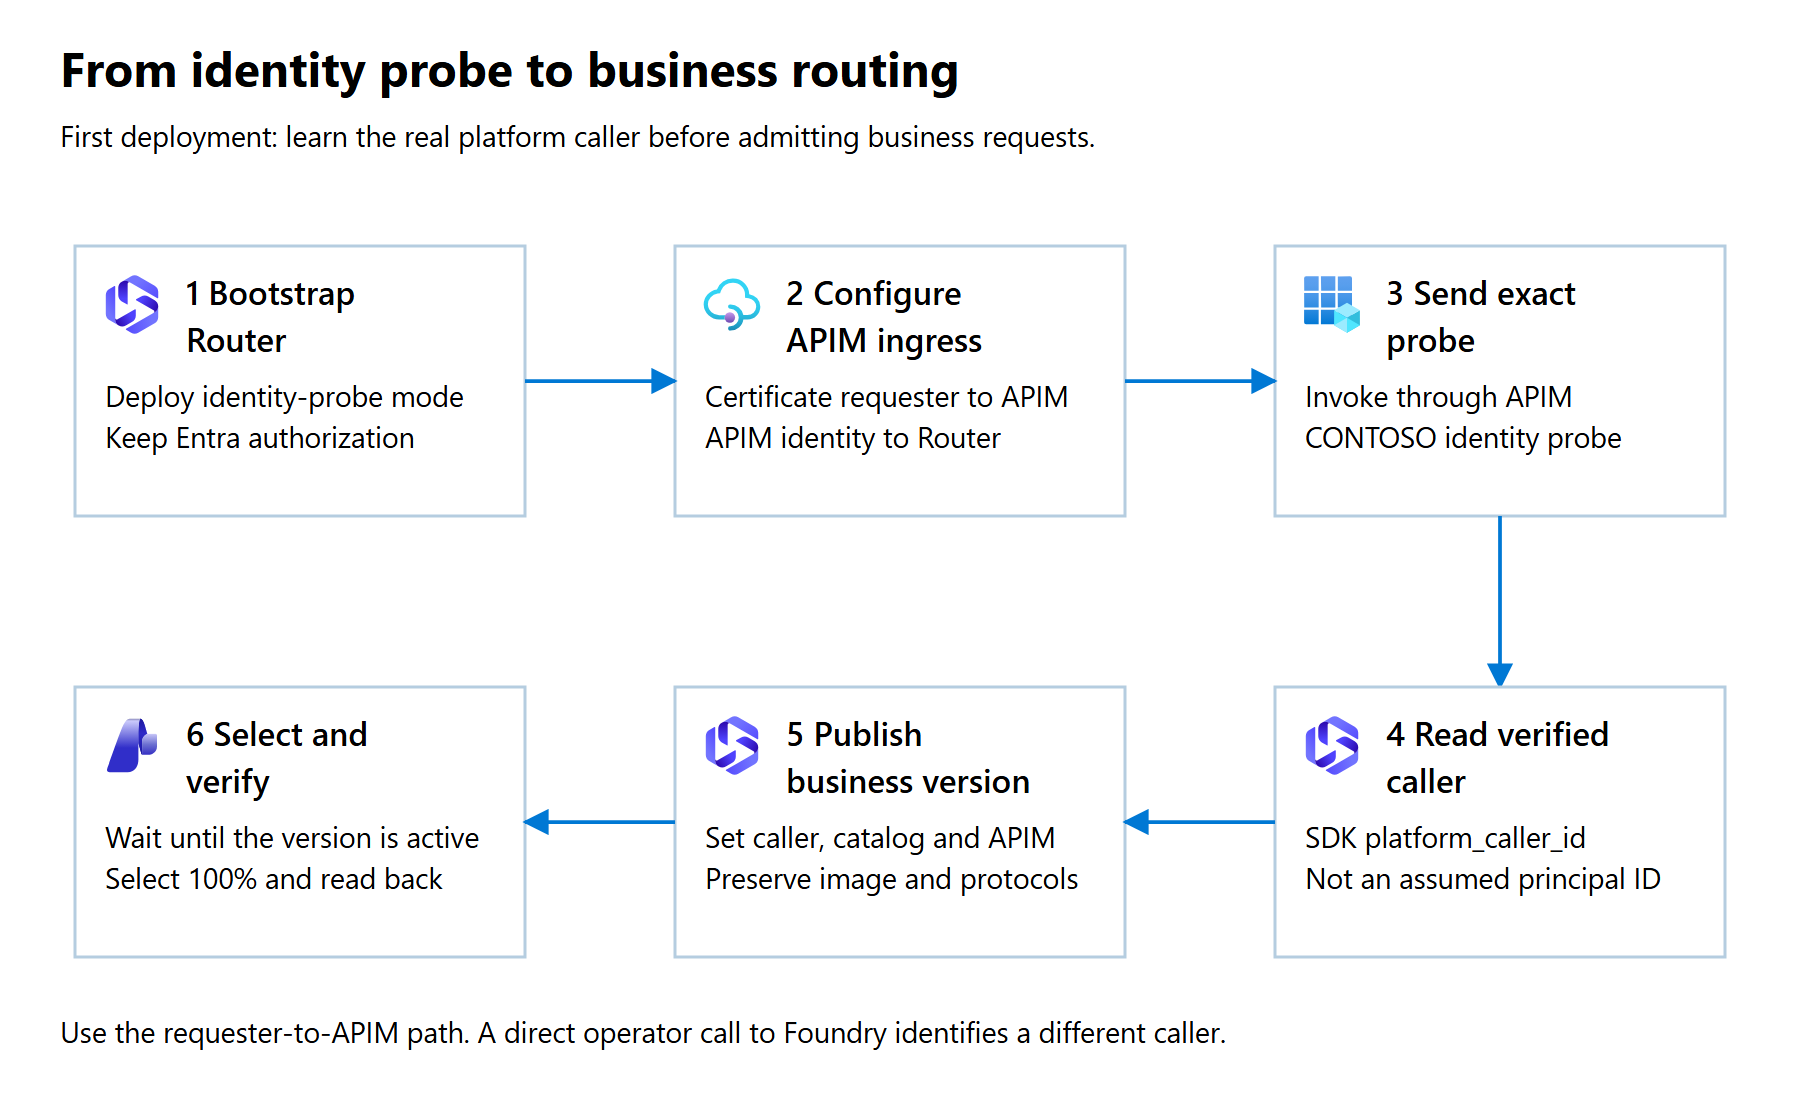 From identity probe to business routing
First deployment: learn the real platform caller before admitting business requests.
1 Bootstrap
Router
Deploy identity-probe mode
Keep Entra authorization
2 Configure
APIM ingress
Certificate requester to APIM
APIM identity to Router
3 Send exact
probe
Invoke through APIM
CONTOSO identity probe
4 Read verified
caller
SDK platform_caller_id
Not an assumed principal ID
5 Publish
business version
Set caller, catalog and APIM
Preserve image and protocols
6 Select and
verify
Wait until the version is active
Select 100% and read back
Use the requester-to-APIM path. A direct operator call to Foundry identifies a different caller.